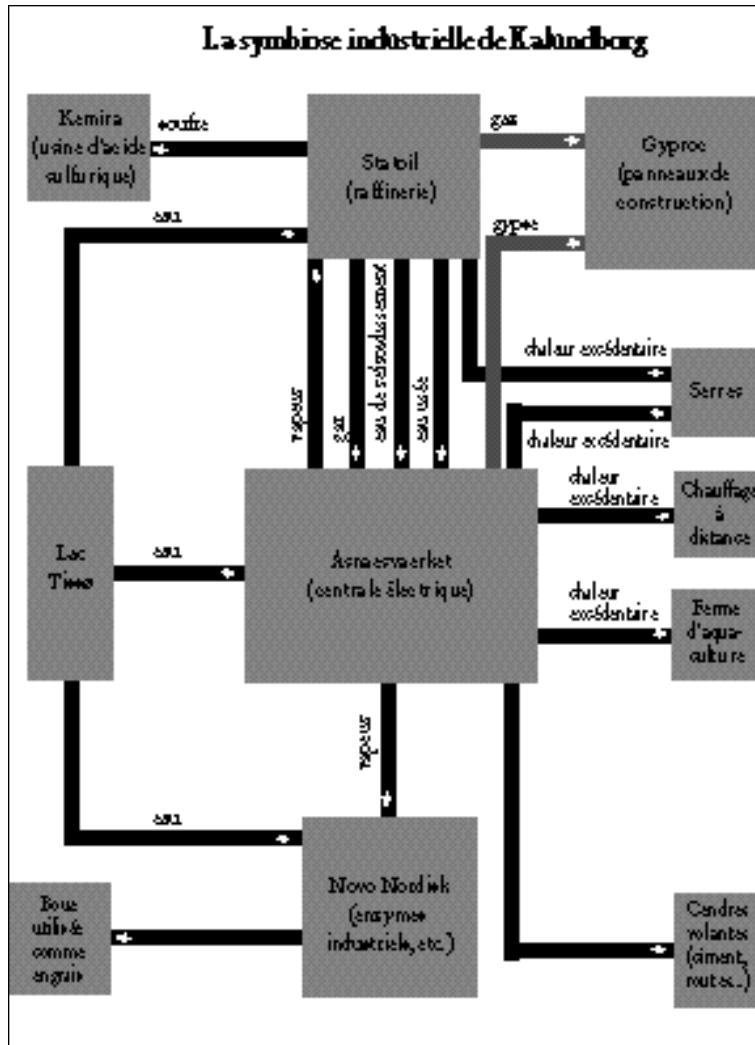 La symbiose industrielle de Kalundborg
Kemira
(usine d'acide
sulfurique)
soufre
Statoil
(raffinerie)
gaz
Gyproc
(panneaux de
construction)
eau
gypse
vapeur
gaz
eau de refroidissement
eau usée
chaleur excédentaire
Serres
chaleur excédentaire
Lac
Tissø
eau
Asnaesvaerket
(centrale électrique)
chaleur
excédentaire
Chauffage
à
distance
chaleur
excédentaire
Ferme
d'aqua-
culture
vapeur
eau
Novo Nordisk
(enzymes
industriels, etc.)
Boue
utilisée
comme
engrais
Cendres
volantes
(ciment,
routes...)